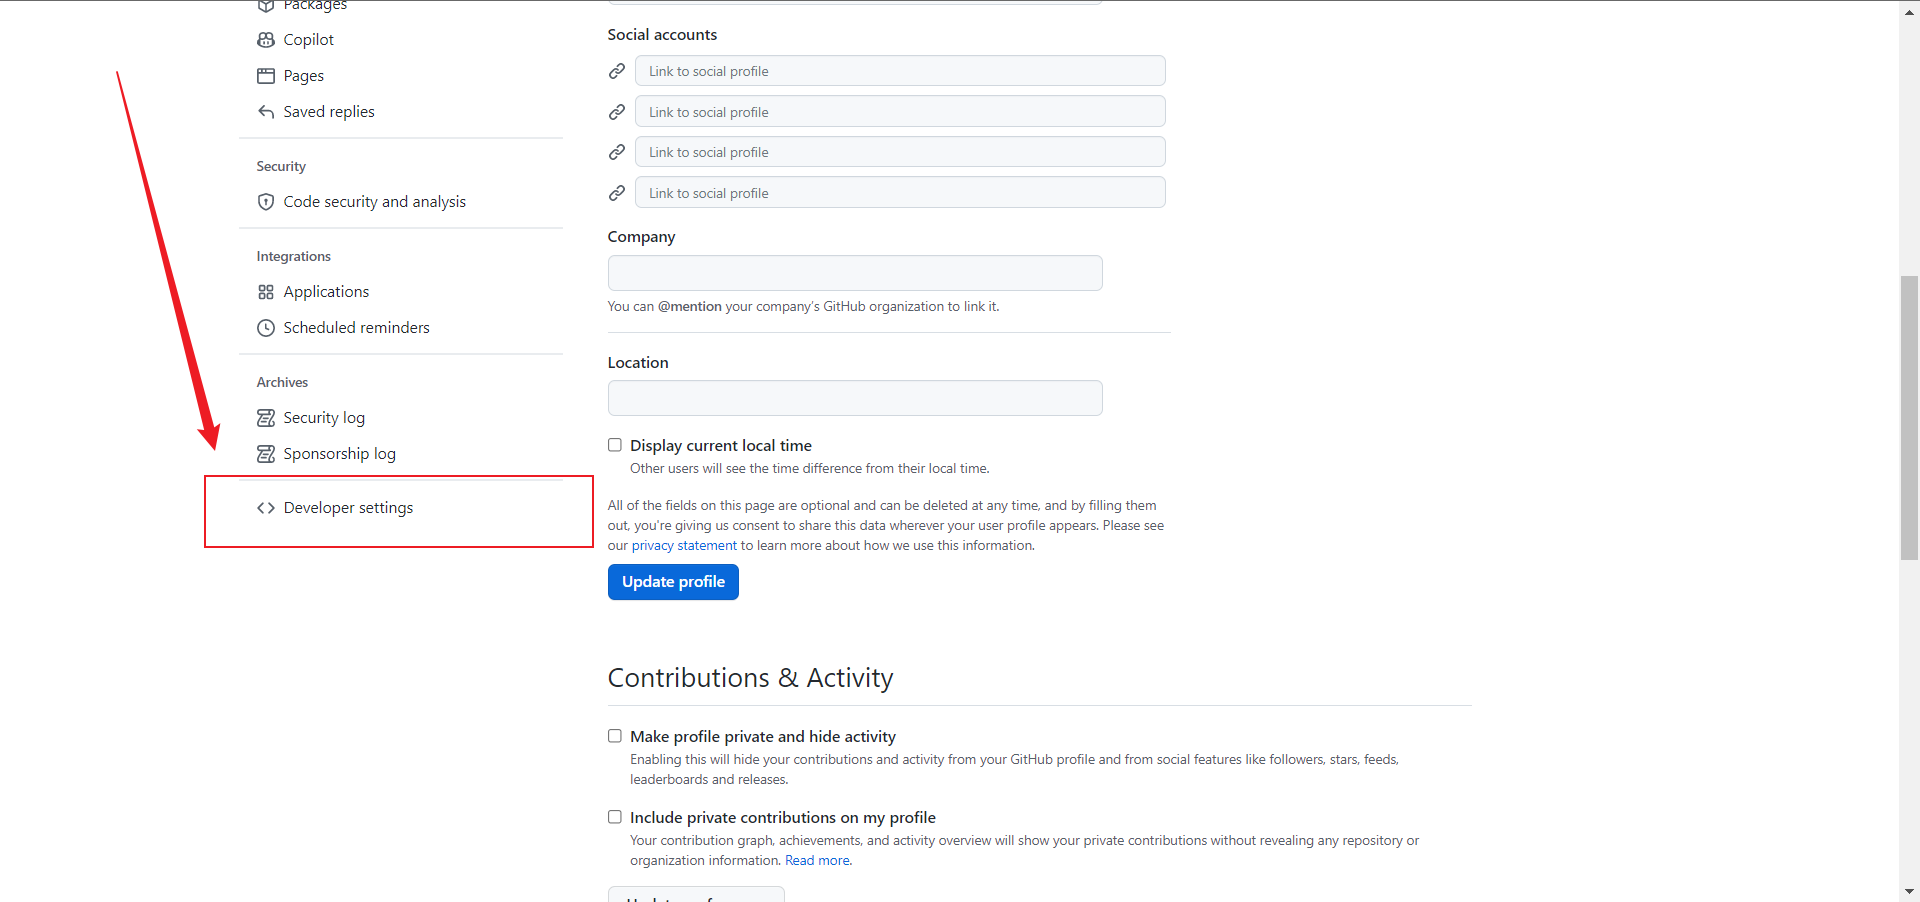 Packages
Copilot
Pages
Saved replies
Security
Code security and analysis
Integrations
Applications
Scheduled reminders
Archives
Security log
Sponsorship log
Developer settings
Social accounts
Link to social profile
Link to social profile
Link to social profile
Link to social profile
Company
You can @mention your company's GitHub organization to link it.
Location
Display current local time
Other users will see the time difference from their local time.
All of the fields on this page are optional and can be deleted at any time, and by filling them
out, you're giving us consent to share this data wherever your user profile appears. Please see
our privacy statement to learn more about how we use this information.
Update profile
Contributions & Activity
Make profile private and hide activity
Enabling this will hide your contributions and activity from your GitHub profile and from social features like followers, stars, feeds,
leaderboards and releases.
Include private contributions on my profile
Your contribution graph, achievements, and activity overview will show your private contributions without revealing any repository or
organization information. Read more.